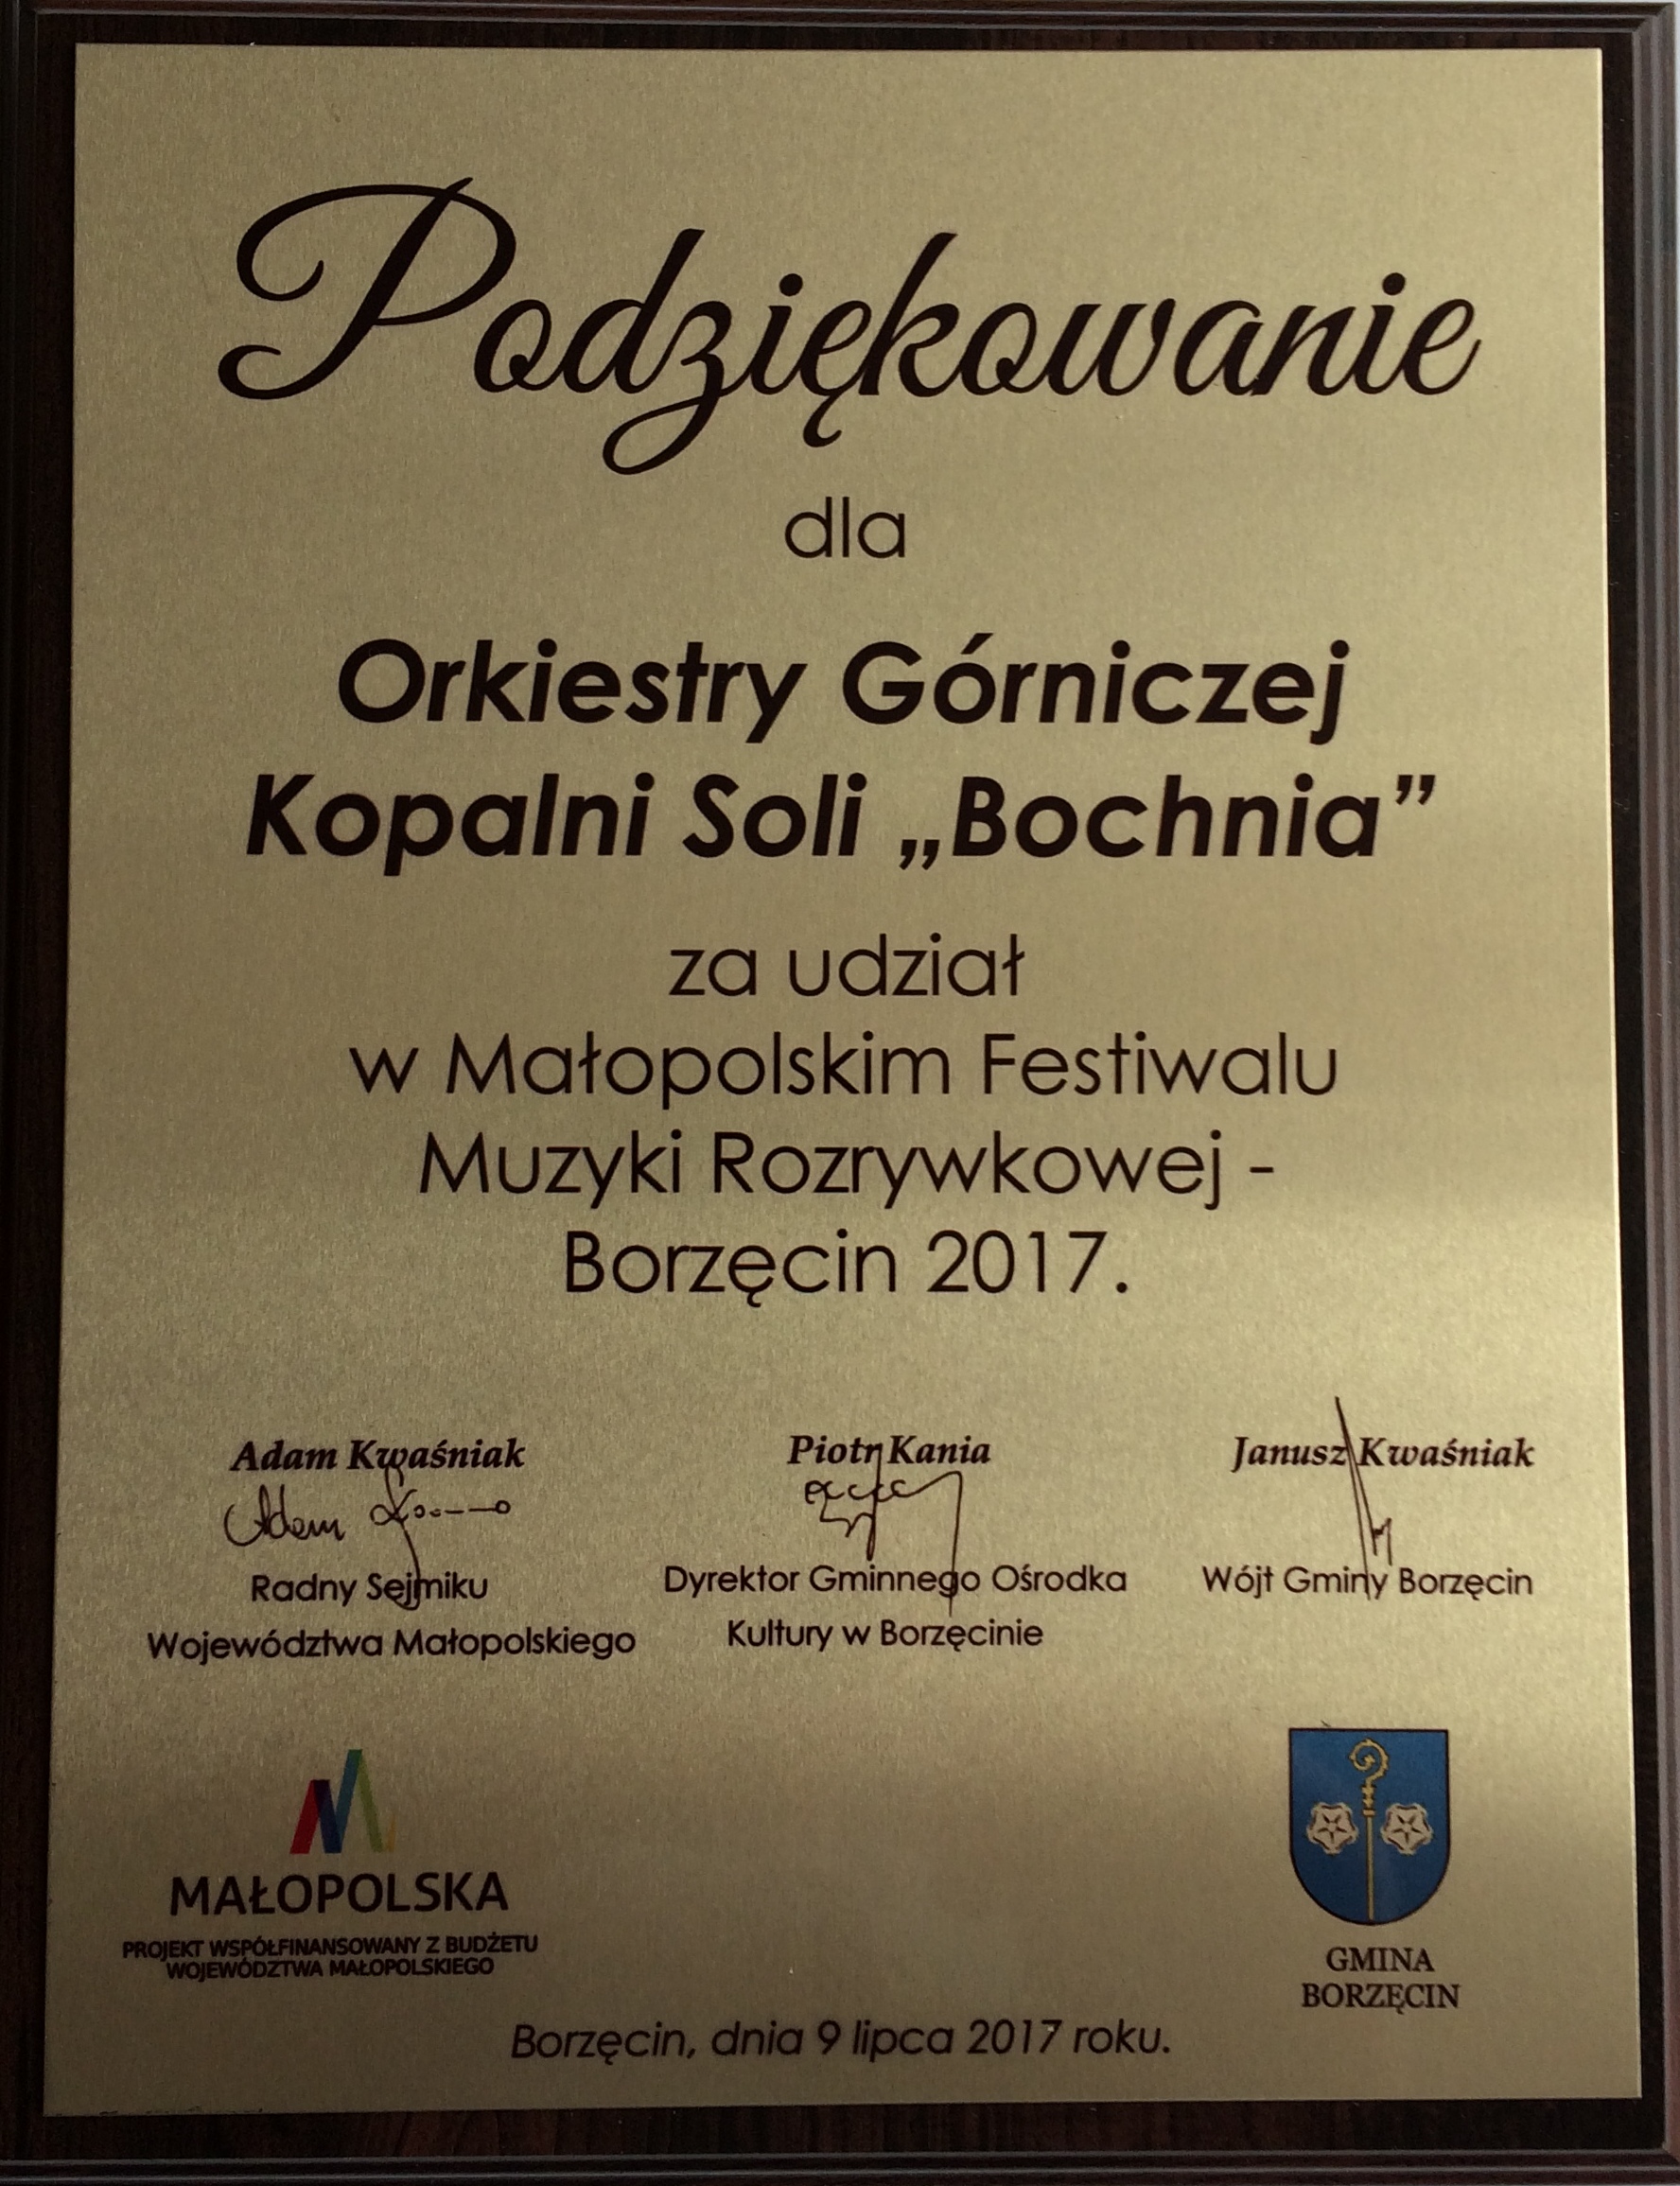 Podziękowanie
dla
Orkiestry Górniczej
Kopalni Soli „Bochnia”
za udział
w Małopolskim Festiwalu
Muzyki Rozrywkowej -
Borzęcin 2017.
Adam Kwaśniak
Adam
Radny Sejmiku
Województwa Małopolskiego
Piotr Kania
Dyrektor Gminnego Ośrodka
Kultury w Borzęcinie
Janusz Kwaśniak
Wójt Gminy Borzęcin
MAŁOPOLSKA
PROJEKT WSPÓŁFINANSOWANY Z BUDŻETU
WOJEWÓDZTWA MAŁOPOLSKIEGO
GMINA
BORZĘCIN
Borzęcin, dnia 9 lipca 2017 roku.